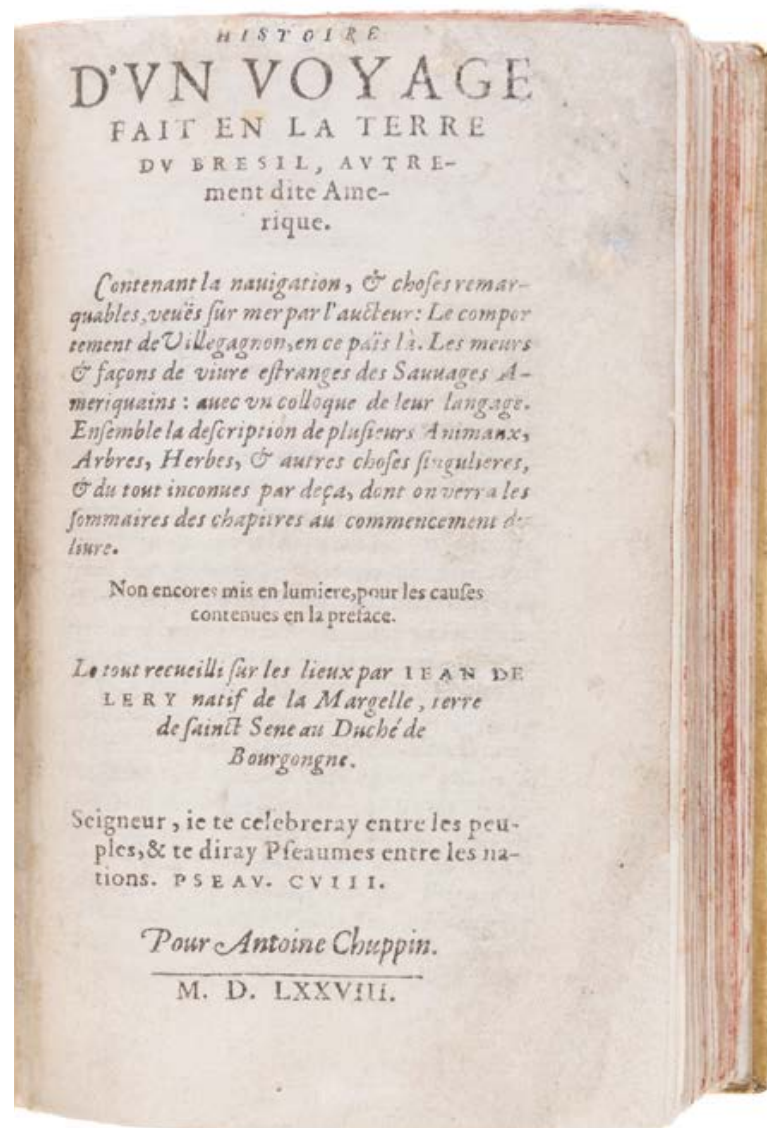 HISTOIRE
D'VN VOYAGE
FAIT EN LA TERRE
DV BRESIL, AVTRE-
ment dite Ame-
rique.
Contenant la nauigation, & choses remar-
quables, veuës sur mer par l'aucteur: Le compor
tement de Villegagnon, en ce païs là. Les meurs
& façons de viure estranges des Sauuages A-
meriquains : auec vn colloque de leur langage.
Ensemble la description de plusieurs Animaux,
Arbres, Herbes, & autres choses singulieres,
& du tout inconues par deça, dont on verra les
sommaires des chapitres au commencement du
liure.
Non encores mis en lumiere, pour les causes
contenues en la preface.
Le tout recueilli sur les lieux par IEAN DE
LERY natif de la Margelle, terre
de sainct Sene au Duché de
Bourgongne.
Seigneur, ie te celebreray entre les peu-
ples, & te diray Pseaumes entre les na-
tions. PSEAV. CVIII.
Pour Antoine Chuppin.
M. D. LXXVIII.